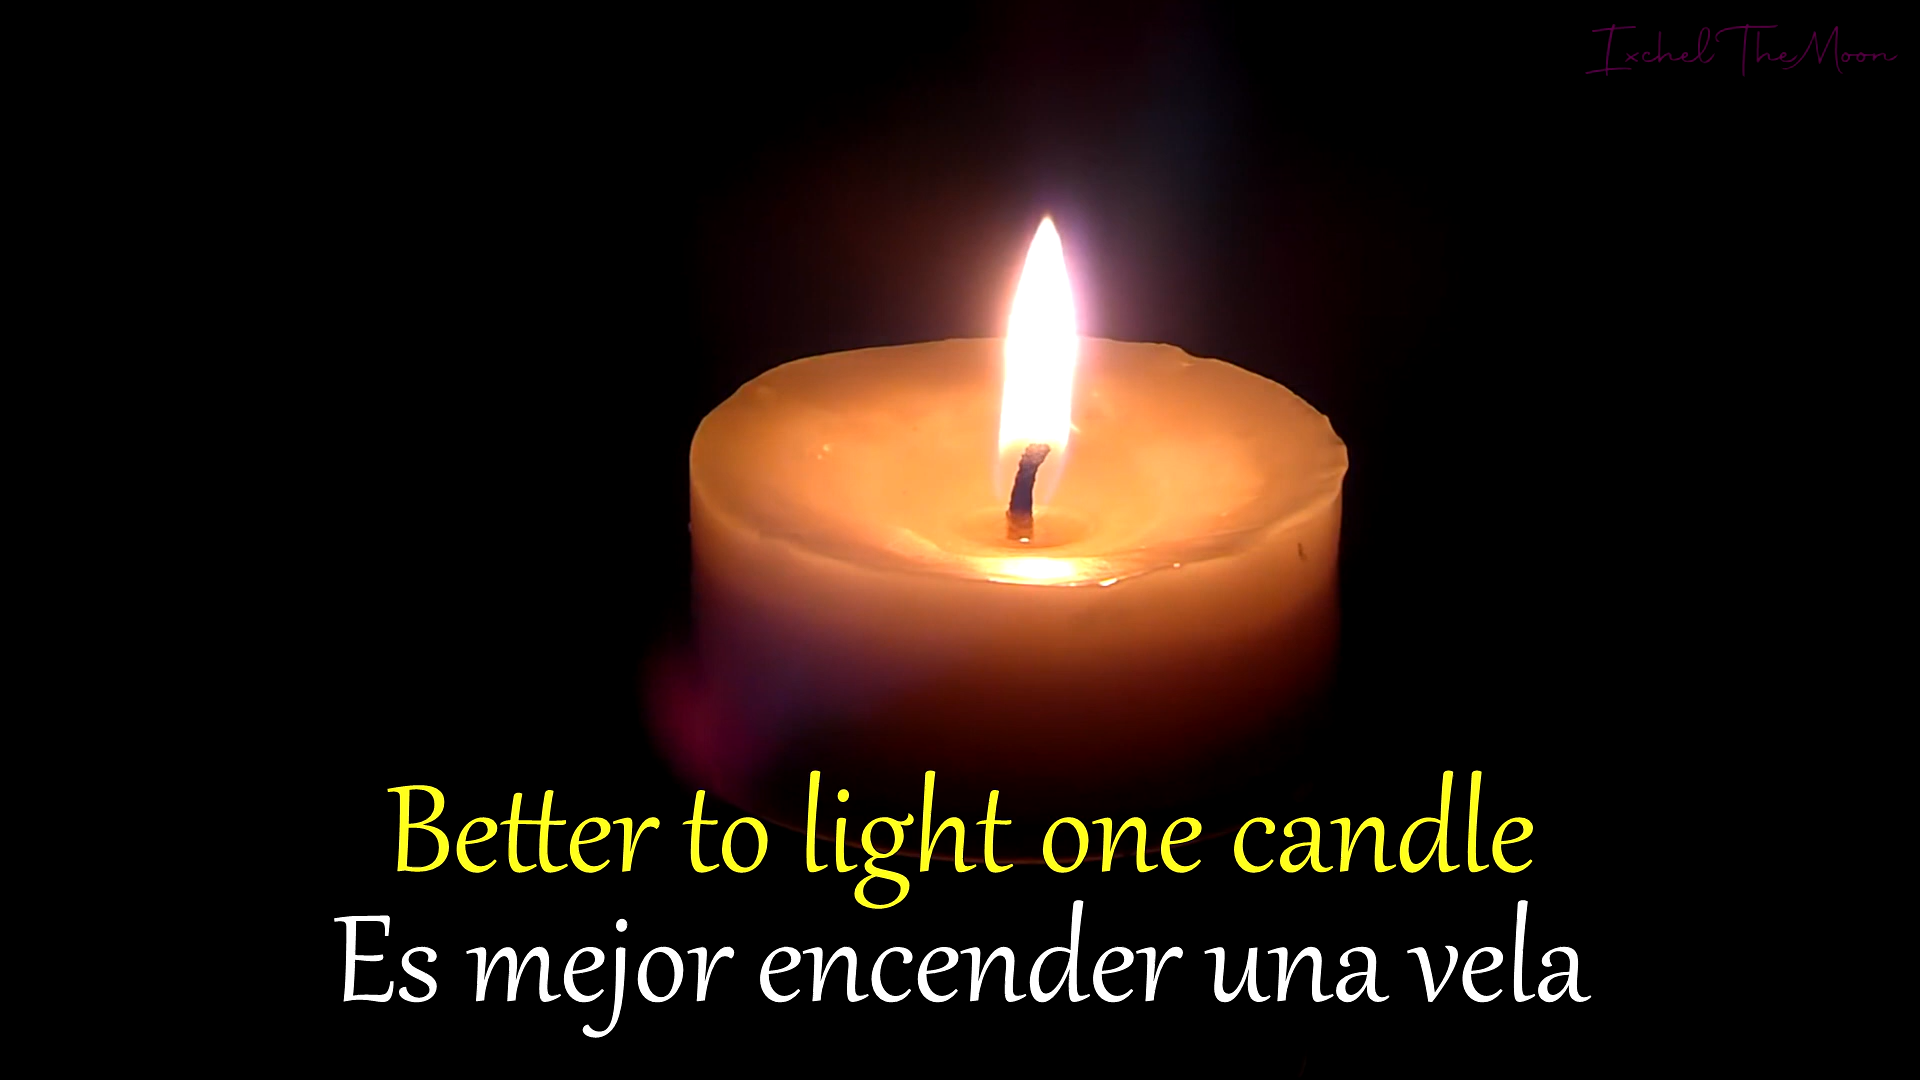 Ixchel TheMoon
Better to light one candle
Es mejor encender una vela